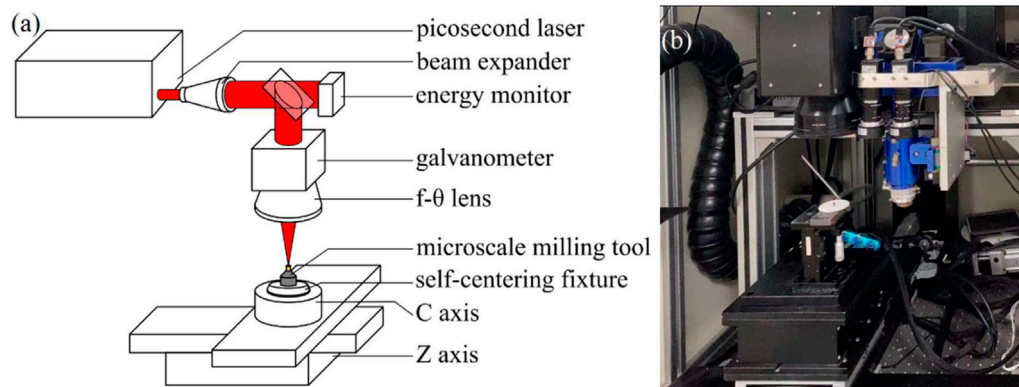 (a)
picosecond laser
beam expander
energy monitor
galvanometer
f-θ lens
microscale milling tool
self-centering fixture
C axis
Z axis
(b)